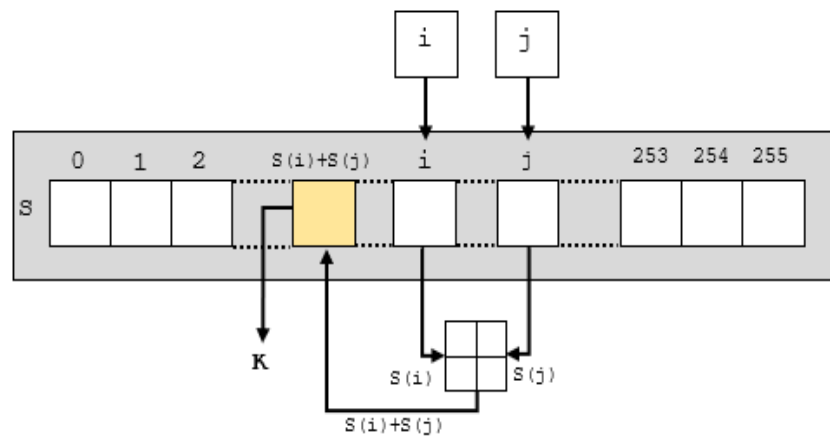 i j
0 1 2 S(i)+S(j) i j 253 254 255
S
K
S(i) S(j)
S(i)+S(j)